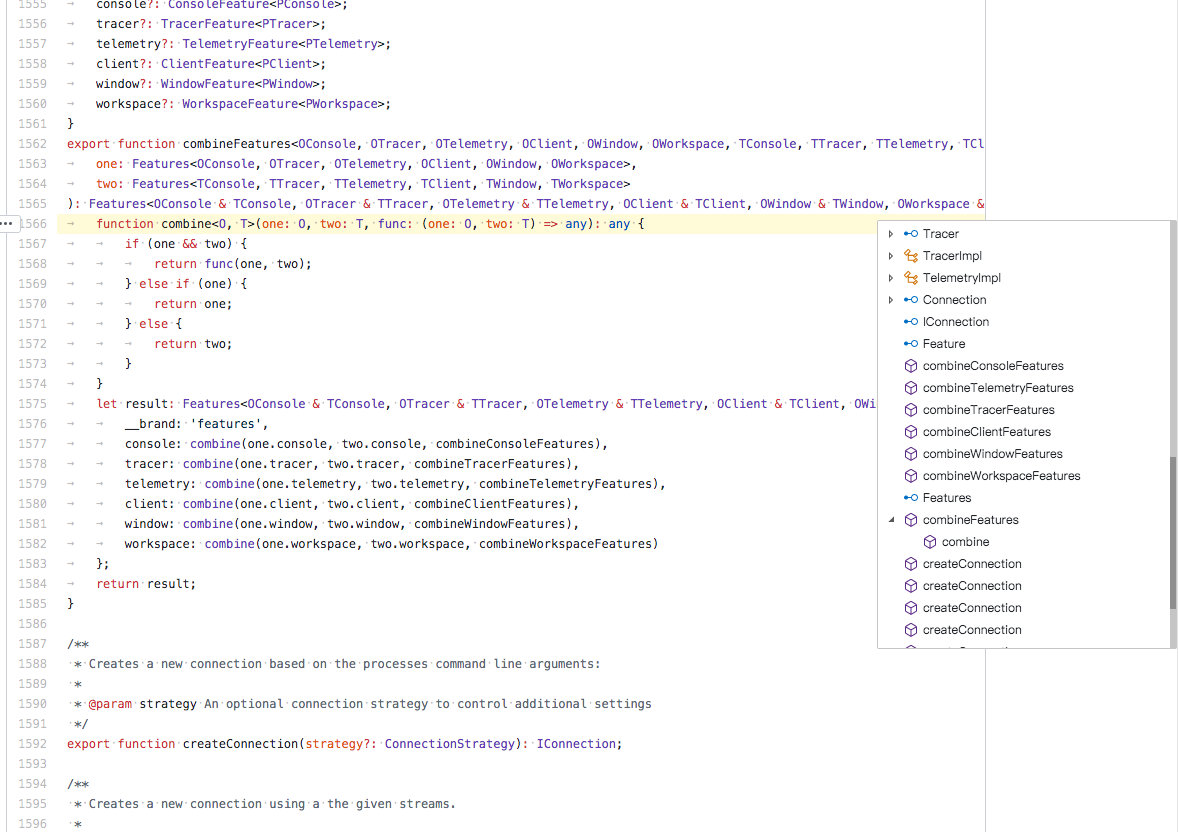 1555 console?: ConsoleFeature<PConsole>;
1556 tracer?: TracerFeature<PTracer>;
1557 telemetry?: TelemetryFeature<PTelemetry>;
1558 client?: ClientFeature<PClient>;
1559 window?: WindowFeature<PWindow>;
1560 workspace?: WorkspaceFeature<PWorkspace>;
1561 }
1562 export function combineFeatures<OConsole, OTracer, OTelemetry, OClient, OWindow, OWorkspace, TConsole, TTracer, TTelemetry, TCl
1563 one: Features<OConsole, OTracer, OTelemetry, OClient, OWindow, OWorkspace>,
1564 two: Features<TConsole, TTracer, TTelemetry, TClient, TWindow, TWorkspace>
1565 ): Features<OConsole & TConsole, OTracer & TTracer, OTelemetry & TTelemetry, OClient & TClient, OWindow & TWindow, OWorkspace &
1566 function combine<O, T>(one: O, two: T, func: (one: O, two: T) => any): any {
1567 if (one && two) {
1568 return func(one, two);
1569 } else if (one) {
1570 return one;
1571 } else {
1572 return two;
1573 }
1574 }
1575 let result: Features<OConsole & TConsole, OTracer & TTracer, OTelemetry & TTelemetry, OClient & TClient, OWi
1576 __brand: 'features',
1577 console: combine(one.console, two.console, combineConsoleFeatures),
1578 tracer: combine(one.tracer, two.tracer, combineTracerFeatures),
1579 telemetry: combine(one.telemetry, two.telemetry, combineTelemetryFeatures),
1580 client: combine(one.client, two.client, combineClientFeatures),
1581 window: combine(one.window, two.window, combineWindowFeatures),
1582 workspace: combine(one.workspace, two.workspace, combineWorkspaceFeatures)
1583 };
1584 return result;
1585 }
1586
1587 /**
1588 * Creates a new connection based on the processes command line arguments:
1589 *
1590 * @param strategy An optional connection strategy to control additional settings
1591 */
1592 export function createConnection(strategy?: ConnectionStrategy): IConnection;
1593
1594 /**
1595 * Creates a new connection using a the given streams.
1596 *
Tracer
TracerImpl
TelemetryImpl
Connection
IConnection
Feature
combineConsoleFeatures
combineTelemetryFeatures
combineTracerFeatures
combineClientFeatures
combineWindowFeatures
combineWorkspaceFeatures
Features
combineFeatures
combine
createConnection
createConnection
createConnection
createConnection